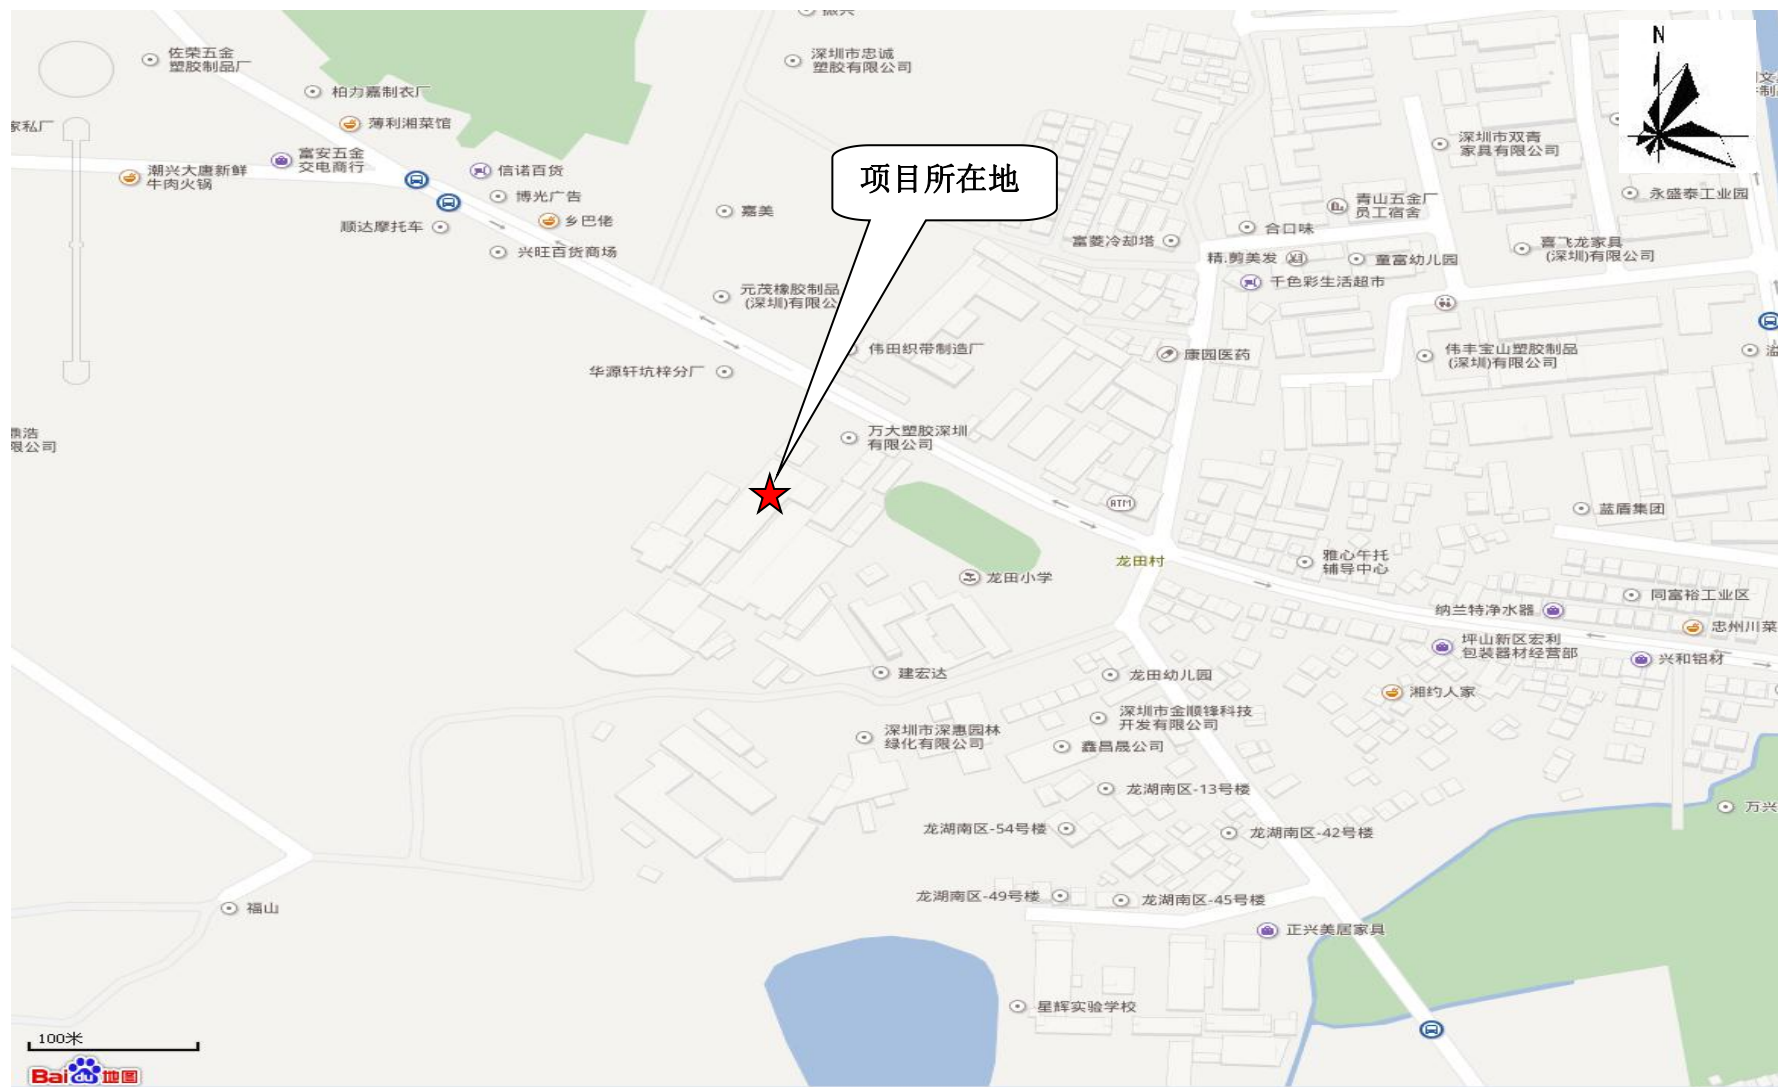 振兴
N
佐荣五金
塑胶制品厂
深圳市忠诚
塑胶有限公司
柏力嘉制衣厂
薄利湘菜馆
家私厂
富安五金
交电商行
潮兴大唐新鲜
牛肉火锅
信诺百货
博光广告
乡巴佬
顺达摩托车
兴旺百货商场
嘉美
项目所在地
深圳市双青
家具有限公司
永盛泰工业园
青山五金厂
员工宿舍
合口味
富菱冷却塔
喜飞龙家具
(深圳)有限公司
精.剪美发
童富幼儿园
千色彩生活超市
元茂橡胶制品
(深圳)有限公
伟田织带制造厂
康园医药
伟丰宝山塑胶制品
(深圳)有限公司
溢
华源轩坑梓分厂
万大塑胶深圳
有限公司
鼎浩
限公司
ATM
蓝盾集团
龙田村
雅心午托
辅导中心
龙田小学
同富裕工业区
纳兰特净水器
忠州川菜
坪山新区宏利
包装器材经营部
兴和铝材
建宏达
龙田幼儿园
湘约人家
深圳市金顺锋科技
开发有限公司
深圳市深惠园林
绿化有限公司
鑫昌晟公司
龙湖南区-13号楼
万兴
龙湖南区-54号楼
龙湖南区-42号楼
龙湖南区-49号楼
龙湖南区-45号楼
福山
正兴美居家具
星辉实验学校
100米
Bai du 地图